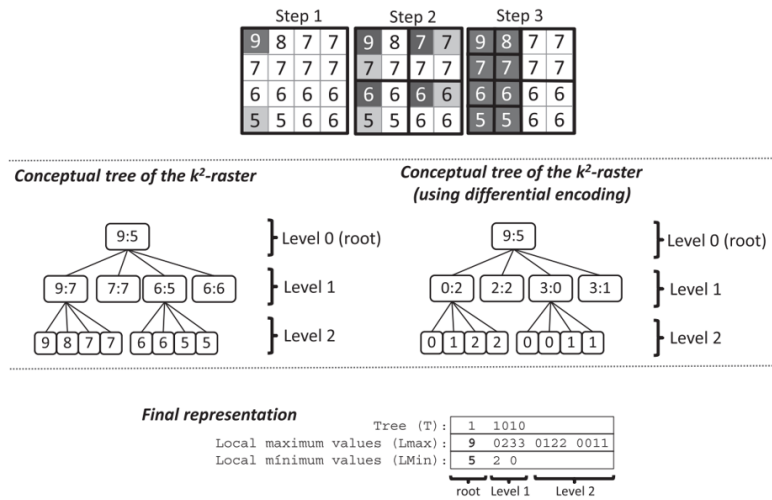 Step 1 Step 2 Step 3
9 8 7 7 9 8 7 7 9 8 7 7
7 7 7 7 7 7 7 7 7 7 7 7
6 6 6 6 6 6 6 6 6 6 6 6
5 5 6 6 5 5 6 6 5 5 6 6
Conceptual tree of the k²-raster
Conceptual tree of the k²-raster
(using differential encoding)
9:5 Level 0 (root)
9:7 7:7 6:5 6:6 Level 1
9 8 7 7 6 6 5 5 Level 2
9:5 Level 0 (root)
0:2 2:2 3:0 3:1 Level 1
0 1 2 2 0 0 1 1 Level 2
Final representation
Tree (T): 1 1010
Local maximum values (Lmax): 9 0233 0122 0011
Local mínimum values (LMin): 5 2 0
root Level 1 Level 2